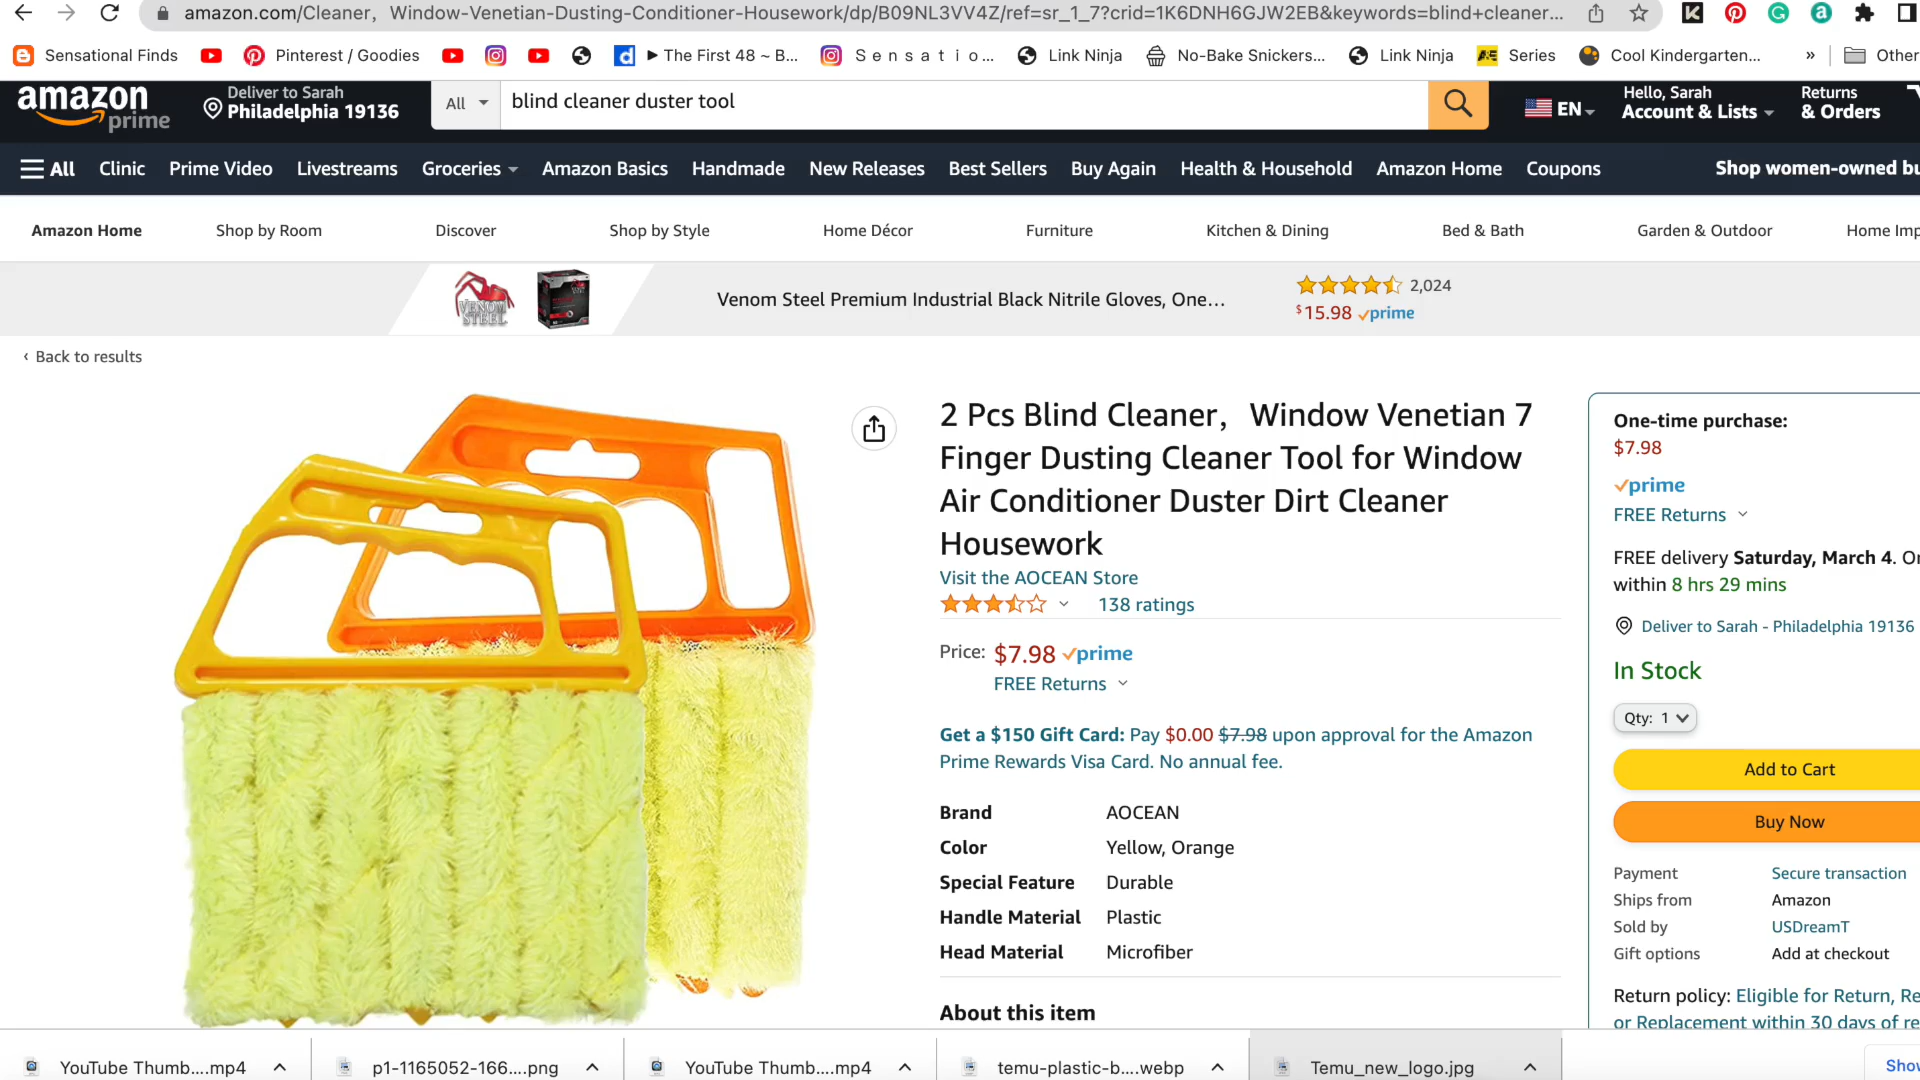 amazon.com/Cleaner，Window-Venetian-Dusting-Conditioner-Housework/dp/B09NL3VV4Z/ref=sr_1_7?crid=1K6DNH6GJW2EB&keywords=blind+cleaner...
Sensational Finds Pinterest / Goodies ►The First 48 ~ B... S e n s a t i o... Link Ninja No-Bake Snickers... Link Ninja A&E Series Cool Kindergarten... » Other
amazon prime
Deliver to Sarah
Philadelphia 19136
All
blind cleaner duster tool
EN
Hello, Sarah
Account & Lists
Returns
& Orders
All Clinic Prime Video Livestreams Groceries Amazon Basics Handmade New Releases Best Sellers Buy Again Health & Household Amazon Home Coupons Shop women-owned bu
Amazon Home Shop by Room Discover Shop by Style Home Décor Furniture Kitchen & Dining Bed & Bath Garden & Outdoor Home Imp
VENOM STEEL
Venom Steel Premium Industrial Black Nitrile Gloves, One...
2,024
$15.98 prime
‹ Back to results
2 Pcs Blind Cleaner， Window Venetian 7
Finger Dusting Cleaner Tool for Window
Air Conditioner Duster Dirt Cleaner
Housework
Visit the AOCEAN Store
138 ratings
Price: $7.98 prime
FREE Returns
Get a $150 Gift Card: Pay $0.00 $7.98 upon approval for the Amazon
Prime Rewards Visa Card. No annual fee.
Brand AOCEAN
Color Yellow, Orange
Special Feature Durable
Handle Material Plastic
Head Material Microfiber
About this item
One-time purchase:
$7.98
prime
FREE Returns
FREE delivery Saturday, March 4. Or
within 8 hrs 29 mins
Deliver to Sarah - Philadelphia 19136
In Stock
Qty: 1
Add to Cart
Buy Now
Payment Secure transaction
Ships from Amazon
Sold by USDreamT
Gift options Add at checkout
Return policy: Eligible for Return, Re
or Replacement within 30 days of re
YouTube Thumb....mp4 p1-1165052-166....png YouTube Thumb....mp4 temu-plastic-b....webp Temu_new_logo.jpg Show